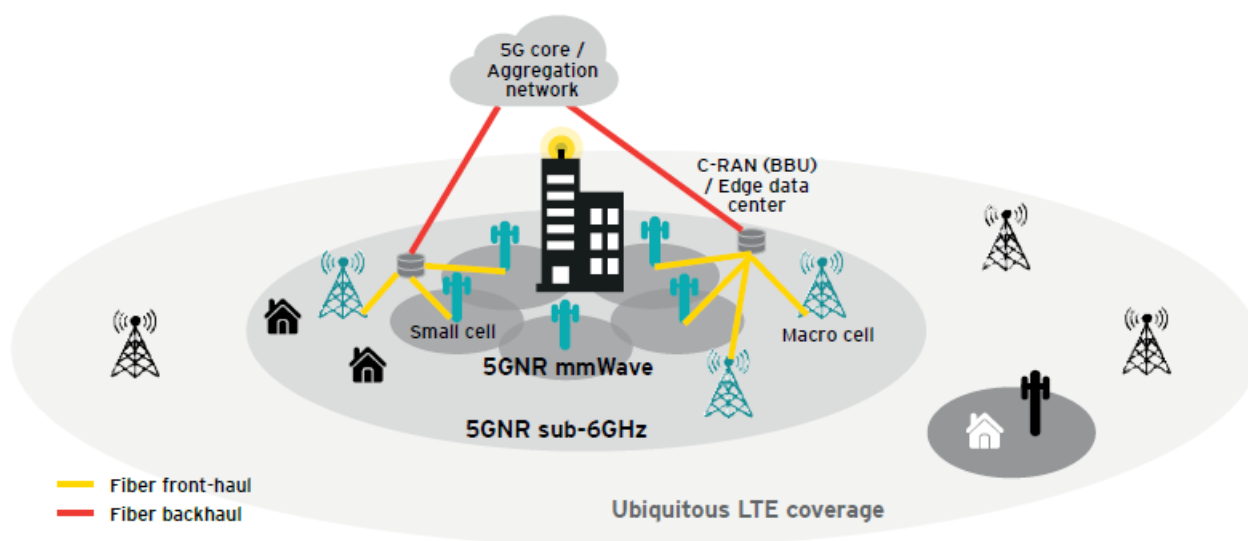 5G core /
Aggregation
network
C-RAN (BBU)
/ Edge data
center
Small cell
Macro cell
5GNR mmWave
5GNR sub-6GHz
Fiber front-haul
Fiber backhaul
Ubiquitous LTE coverage